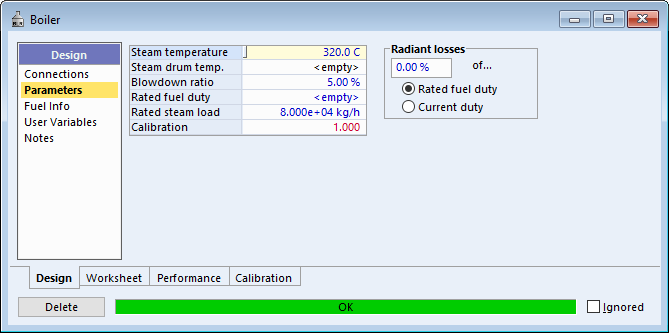 Boiler
Design
Connections
Parameters
Fuel Info
User Variables
Notes
Steam temperature 320.0 C
Steam drum temp. <empty>
Blowdown ratio 5.00 %
Rated fuel duty <empty>
Rated steam load 8.000e+04 kg/h
Calibration 1.000
Radiant losses
0.00 % of...
Rated fuel duty
Current duty
Design Worksheet Performance Calibration
Delete OK Ignored